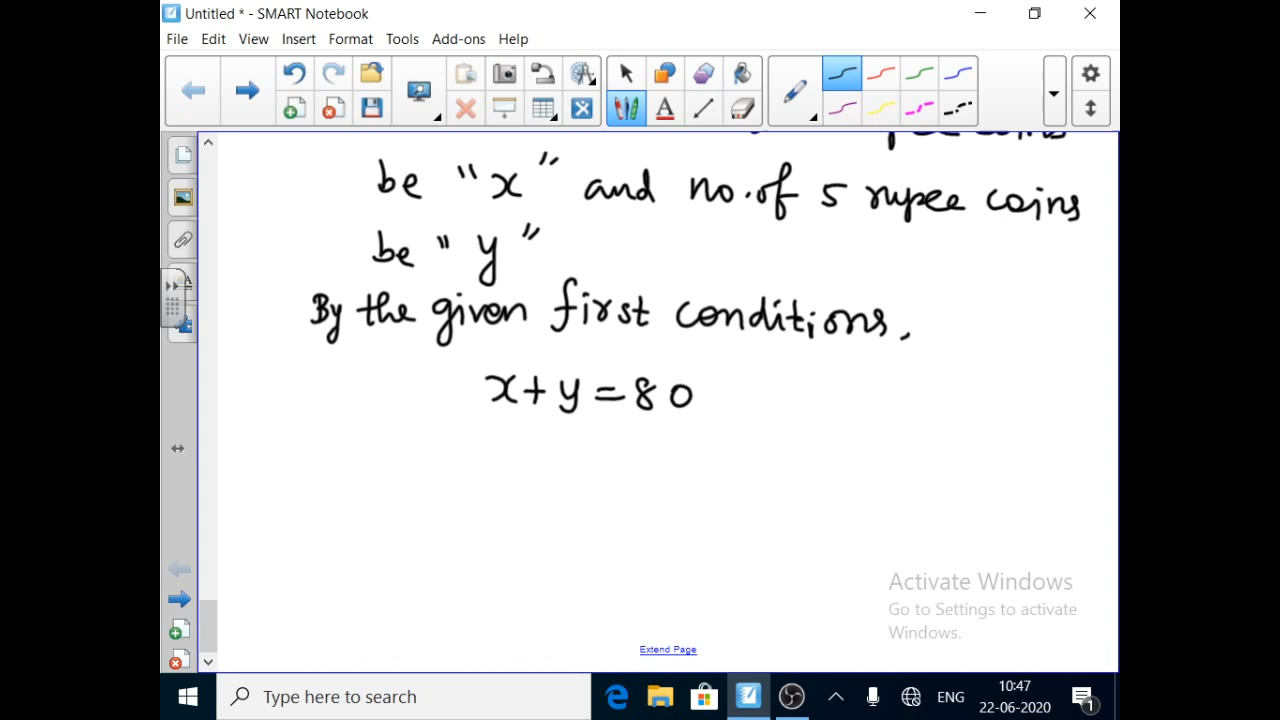 Untitled * - SMART Notebook
File Edit View Insert Format Tools Add-ons Help
be "x" and no. of 5 rupee coins
be "y"
By the given first conditions,
x+y=80
Activate Windows
Go to Settings to activate
Windows.
Extend Page
Type here to search
ENG
10:47
22-06-2020
1